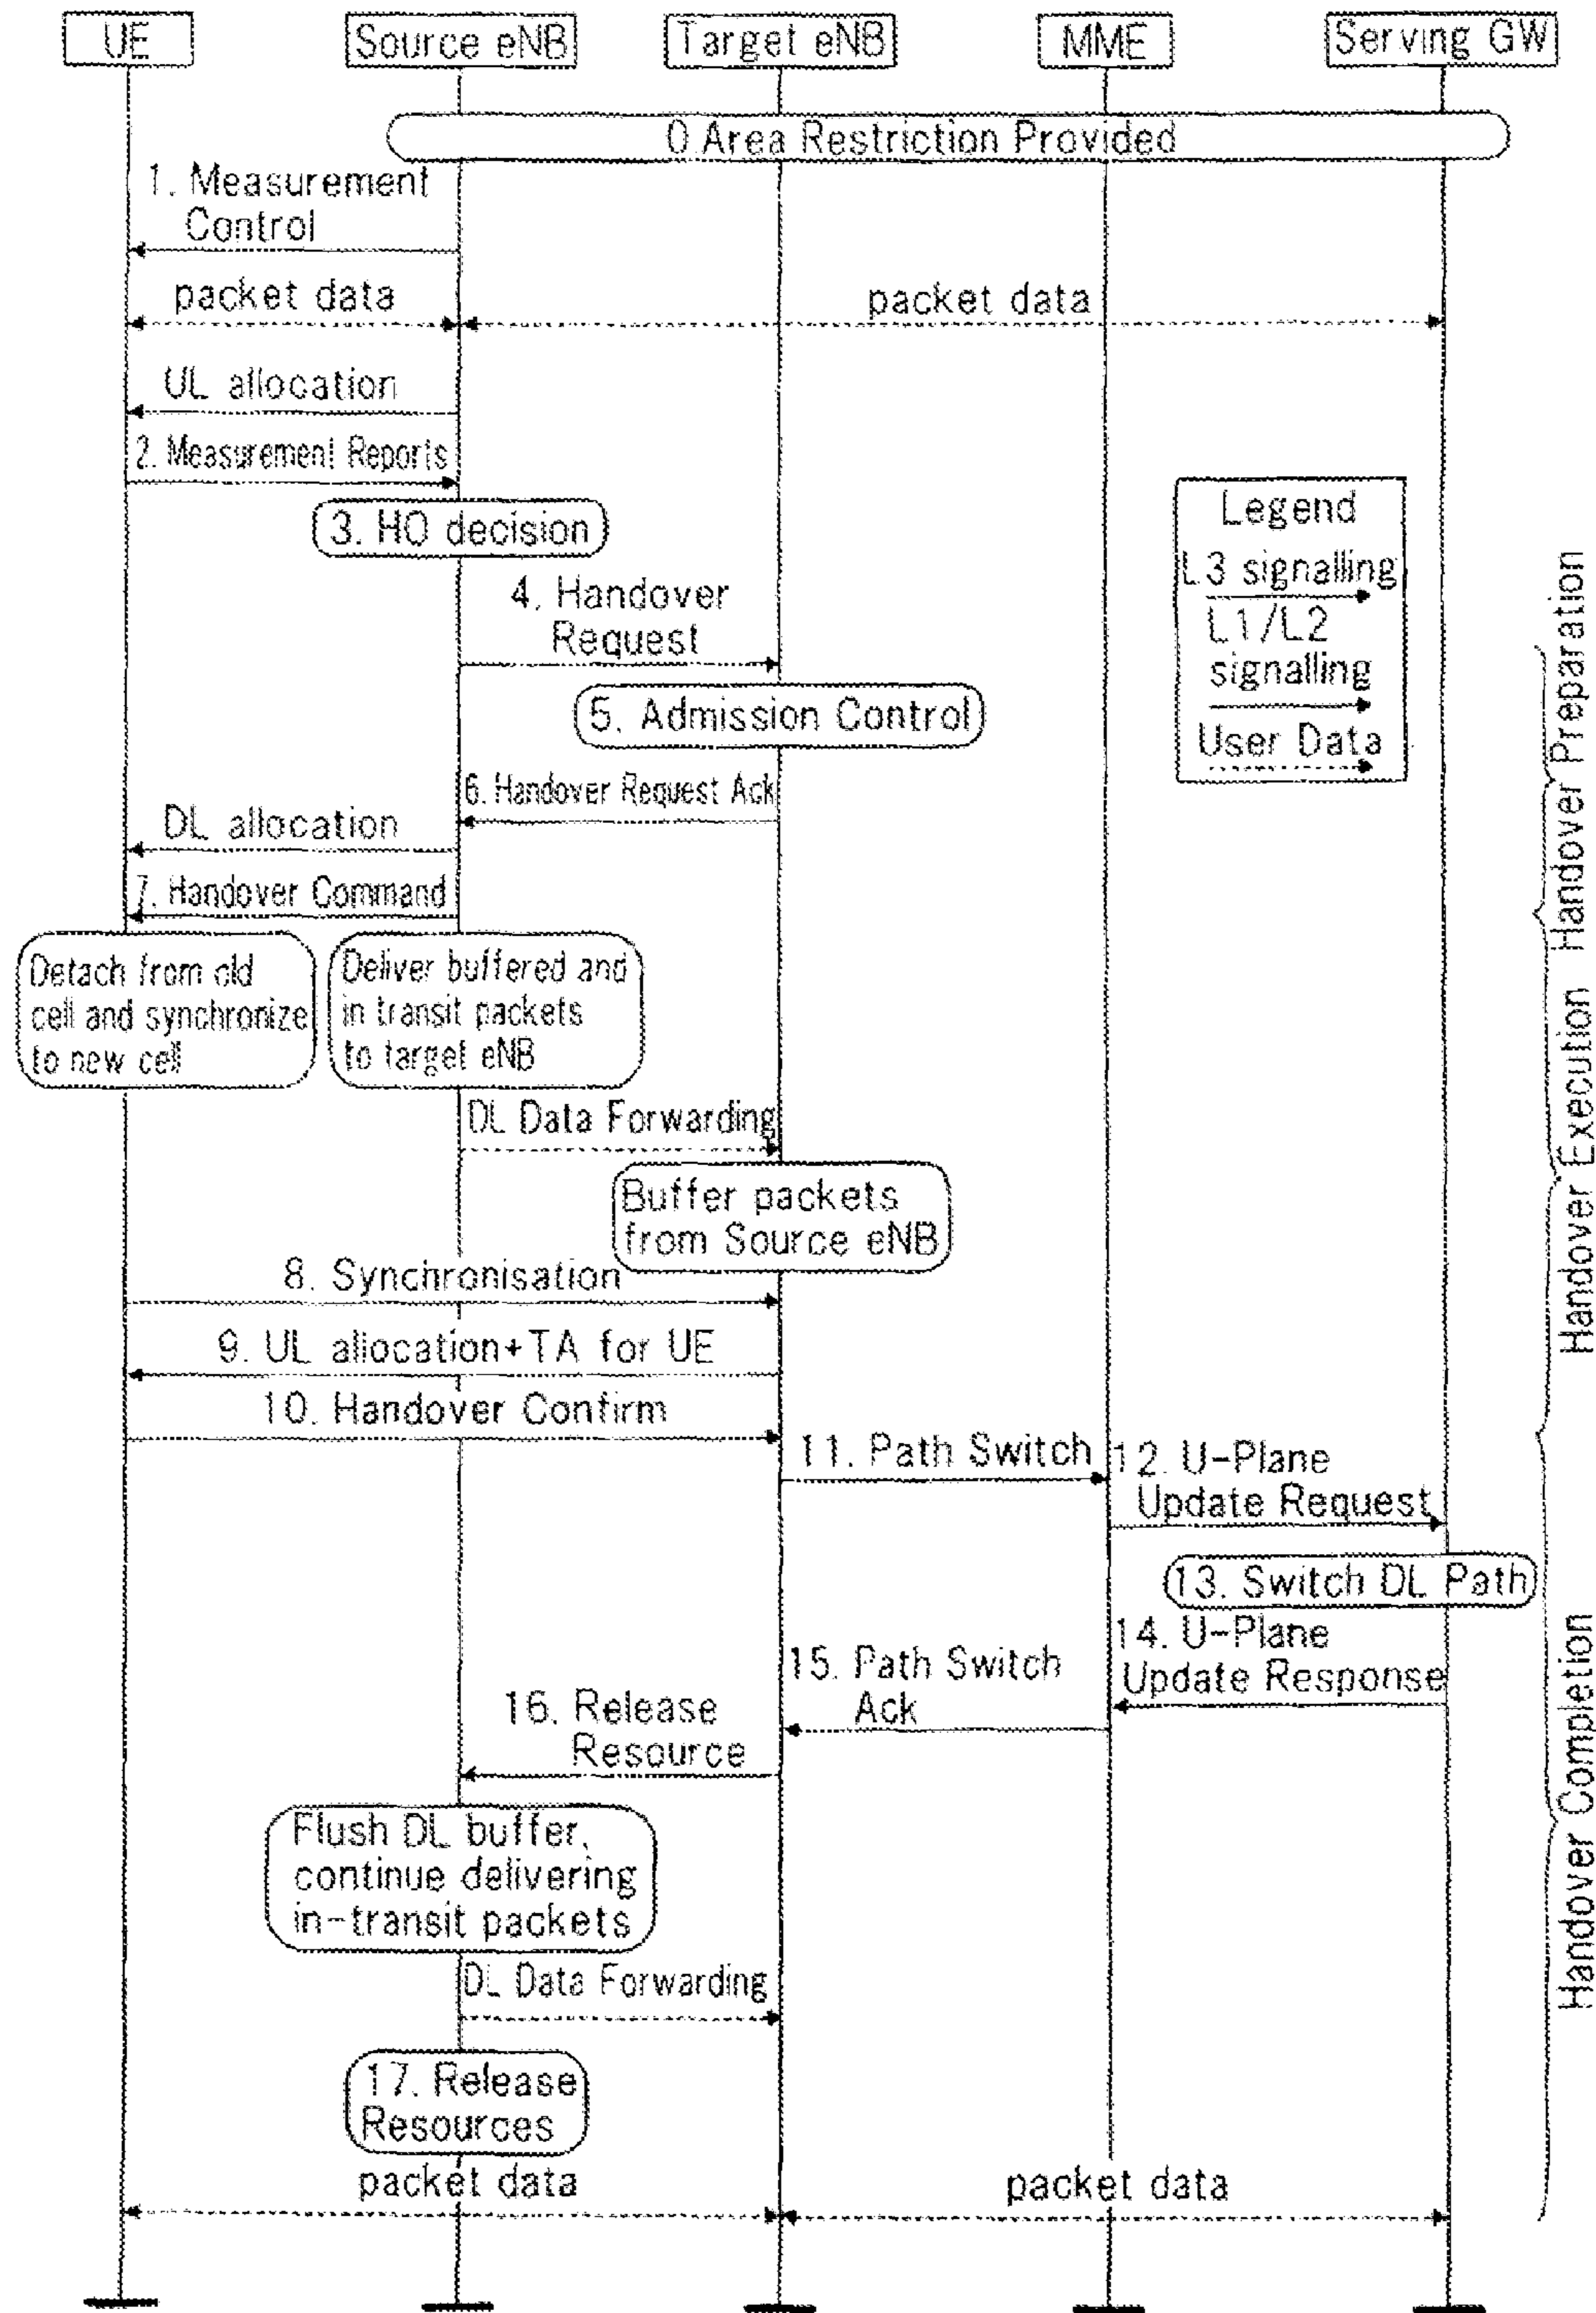 UE
Source eNB
Target eNB
MME
Serving GW
0.Area Restriction Provided
1. Measurement
Control
packet data
packet data
UL allocation
2. Measurement Reports
3. HO decision
Legend
L3 signalling
L1/L2
signalling
User Data
4. Handover
Request
5. Admission Control
6. Handover Request Ack
DL allocation
7. Handover Command
Handover Preparation
Detach from old
cell and synchronize
to new cell
Deliver buffered and
in transit packets
to target eNB
DL Data Forwarding
Buffer packets
from Source eNB
Handover Execution
8. Synchronisation
9. UL allocation+TA for UE
10. Handover Confirm
11. Path Switch
12. U-Plane
Update Request
13. Switch DL Path
14. U-Plane
Update Response
15. Path Switch
Ack
16. Release
Resource
Handover Completion
Flush DL buffer,
continue delivering
in-transit packets
DL Data Forwarding
17. Release
Resources
packet data
packet data